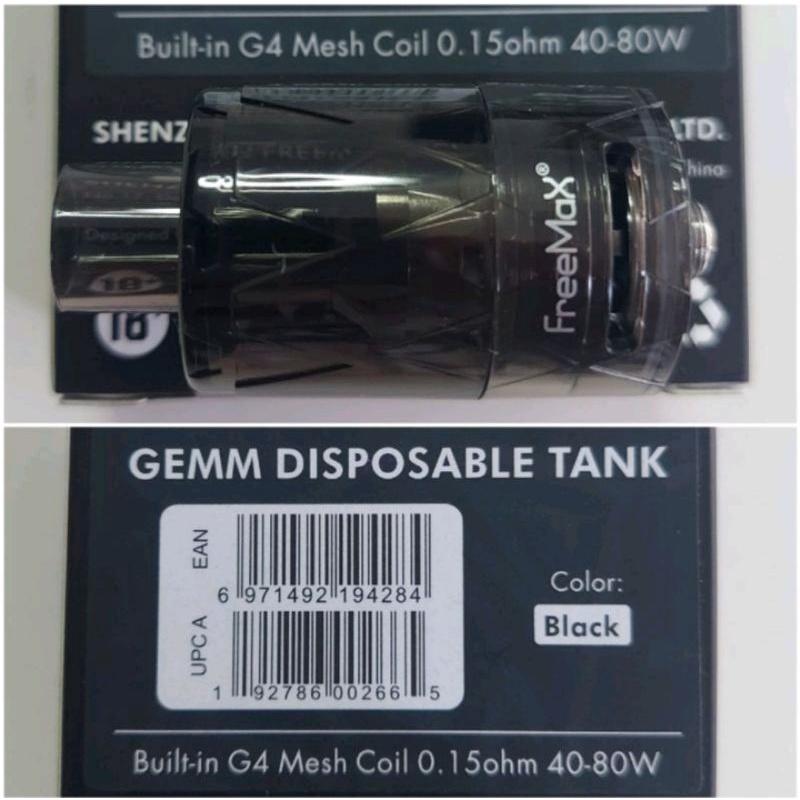 Built-in G4 Mesh Coil 0.15ohm 40-80W
SHENZ
LTD.
China
FreeMaX®
Designed
18+
18+
GEMM DISPOSABLE TANK
EAN
6 971492 194284
UPC A
1 92786 00266 5
Color:
Black
Built-in G4 Mesh Coil 0.15ohm 40-80W